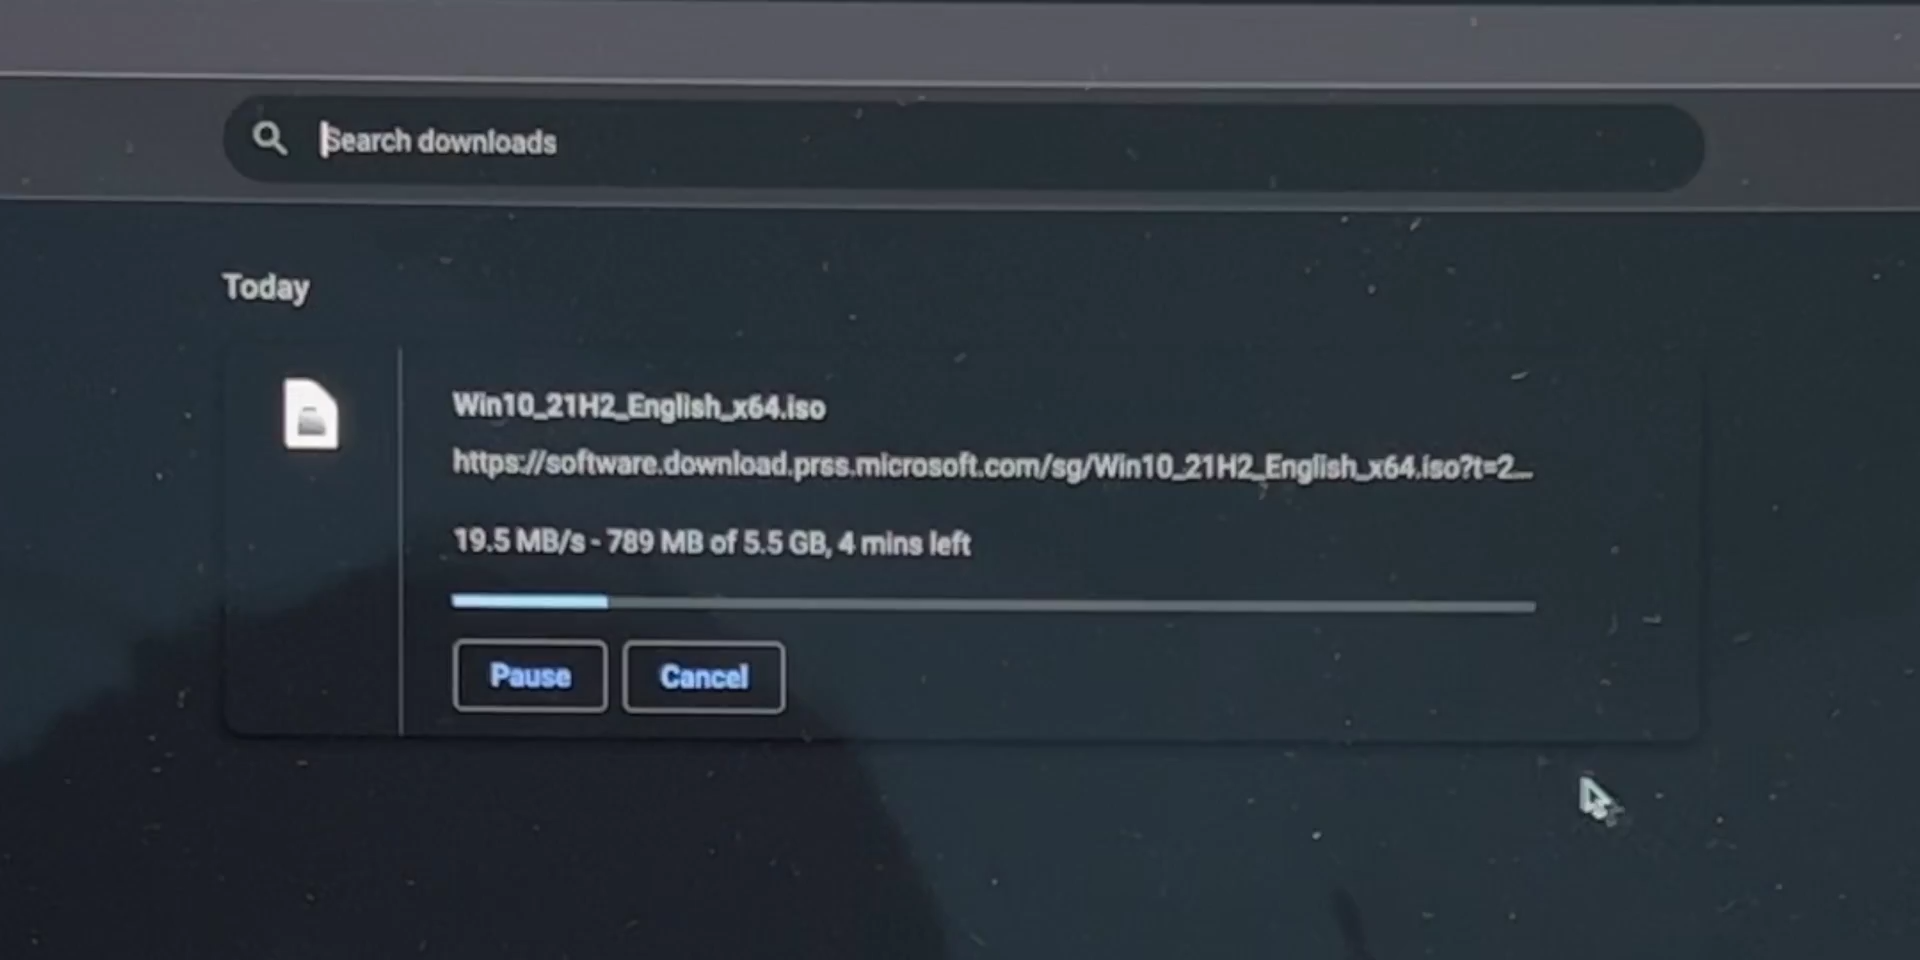 Search downloads
Today
Win10_21H2_English_x64.iso
https://software.download.prss.microsoft.com/sg/Win10_21H2_English_x64.iso?t=2...
19.5 MB/s - 789 MB of 5.5 GB, 4 mins left
Pause
Cancel